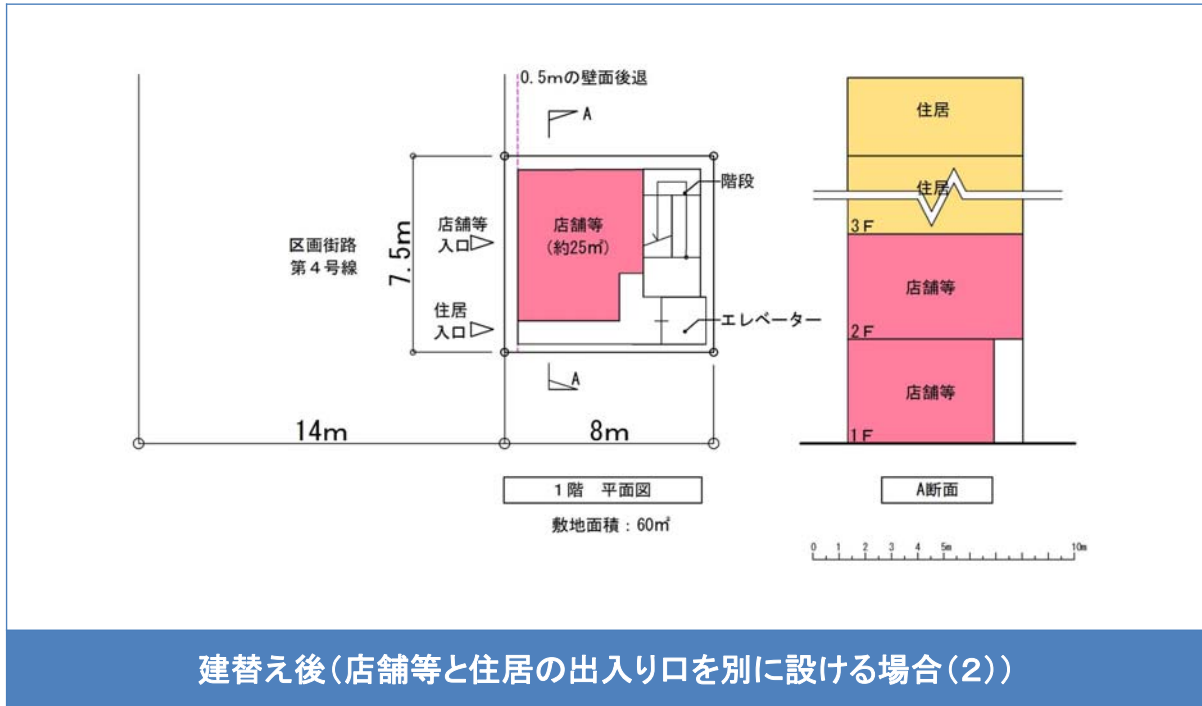 0.5mの壁面後退
A
階段
店舗等
入口
店舗等
(約25㎡)
区画街路
第4号線
7.5m
住居
入口
エレベーター
A
14m
8m
1階 平面図
敷地面積:60㎡
住居
住居
3F
店舗等
2F
店舗等
1F
A断面
0 1 2 3 4 5m 10m
建替え後(店舗等と住居の出入り口を別に設ける場合(2))